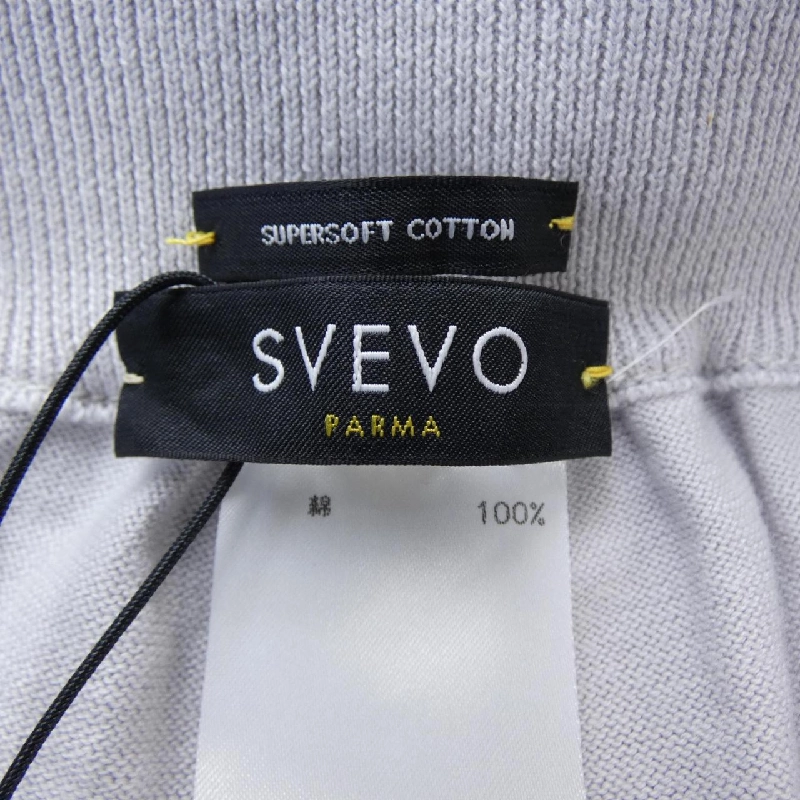 SUPERSOFT COTTON
SVEVO
PARMA
綿 100%